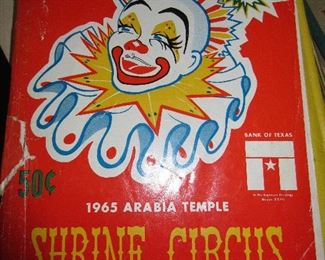 BANK OF TEXAS
50¢
1965 ARABIA TEMPLE
SHRINE CIRCUS